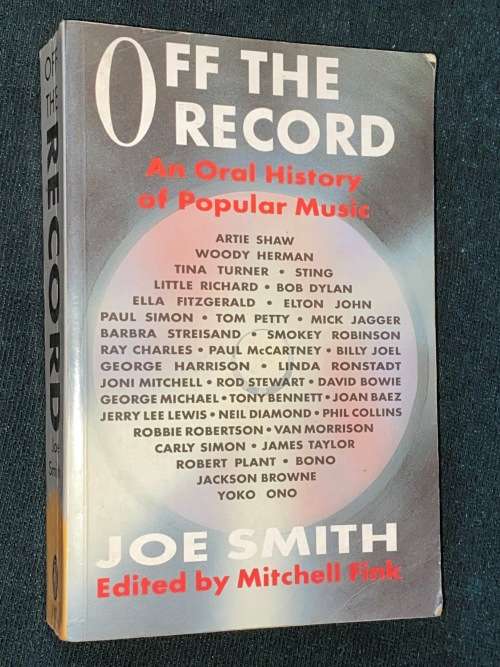 OFF THE
RECORD
An Oral History
of Popular Music
ARTIE SHAW
WOODY HERMAN
TINA TURNER • STING
LITTLE RICHARD • BOB DYLAN
ELLA FITZGERALD • ELTON JOHN
PAUL SIMON • TOM PETTY • MICK JAGGER
BARBRA STREISAND • SMOKEY ROBINSON
RAY CHARLES • PAUL McCARTNEY • BILLY JOEL
GEORGE HARRISON • LINDA RONSTADT
JONI MITCHELL • ROD STEWART • DAVID BOWIE
GEORGE MICHAEL • TONY BENNETT • JOAN BAEZ
JERRY LEE LEWIS • NEIL DIAMOND • PHIL COLLINS
ROBBIE ROBERTSON • VAN MORRISON
CARLY SIMON • JAMES TAYLOR
ROBERT PLANT • BONO
JACKSON BROWNE
YOKO ONO
JOE SMITH
Edited by Mitchell Fink
OFF THE RECORD
Joe Smith